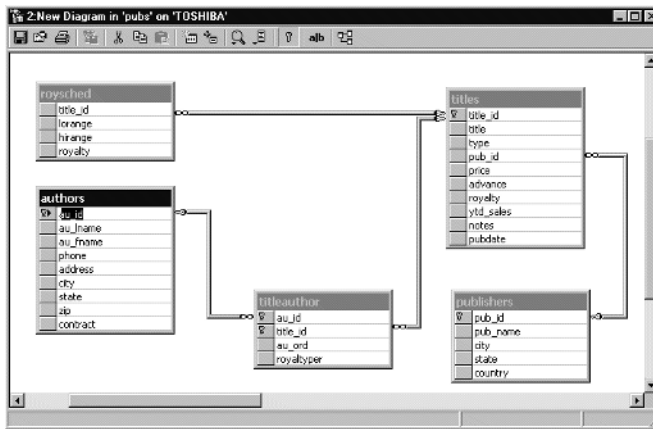 2:New Diagram in 'pubs' on 'TOSHIBA'
a|b
roysched
title_id
lorange
hirange
royalty
authors
au_id
au_lname
au_fname
phone
address
city
state
zip
contract
titleauthor
au_id
title_id
au_ord
royaltyper
titles
title_id
title
type
pub_id
price
advance
royalty
ytd_sales
notes
pubdate
publishers
pub_id
pub_name
city
state
country